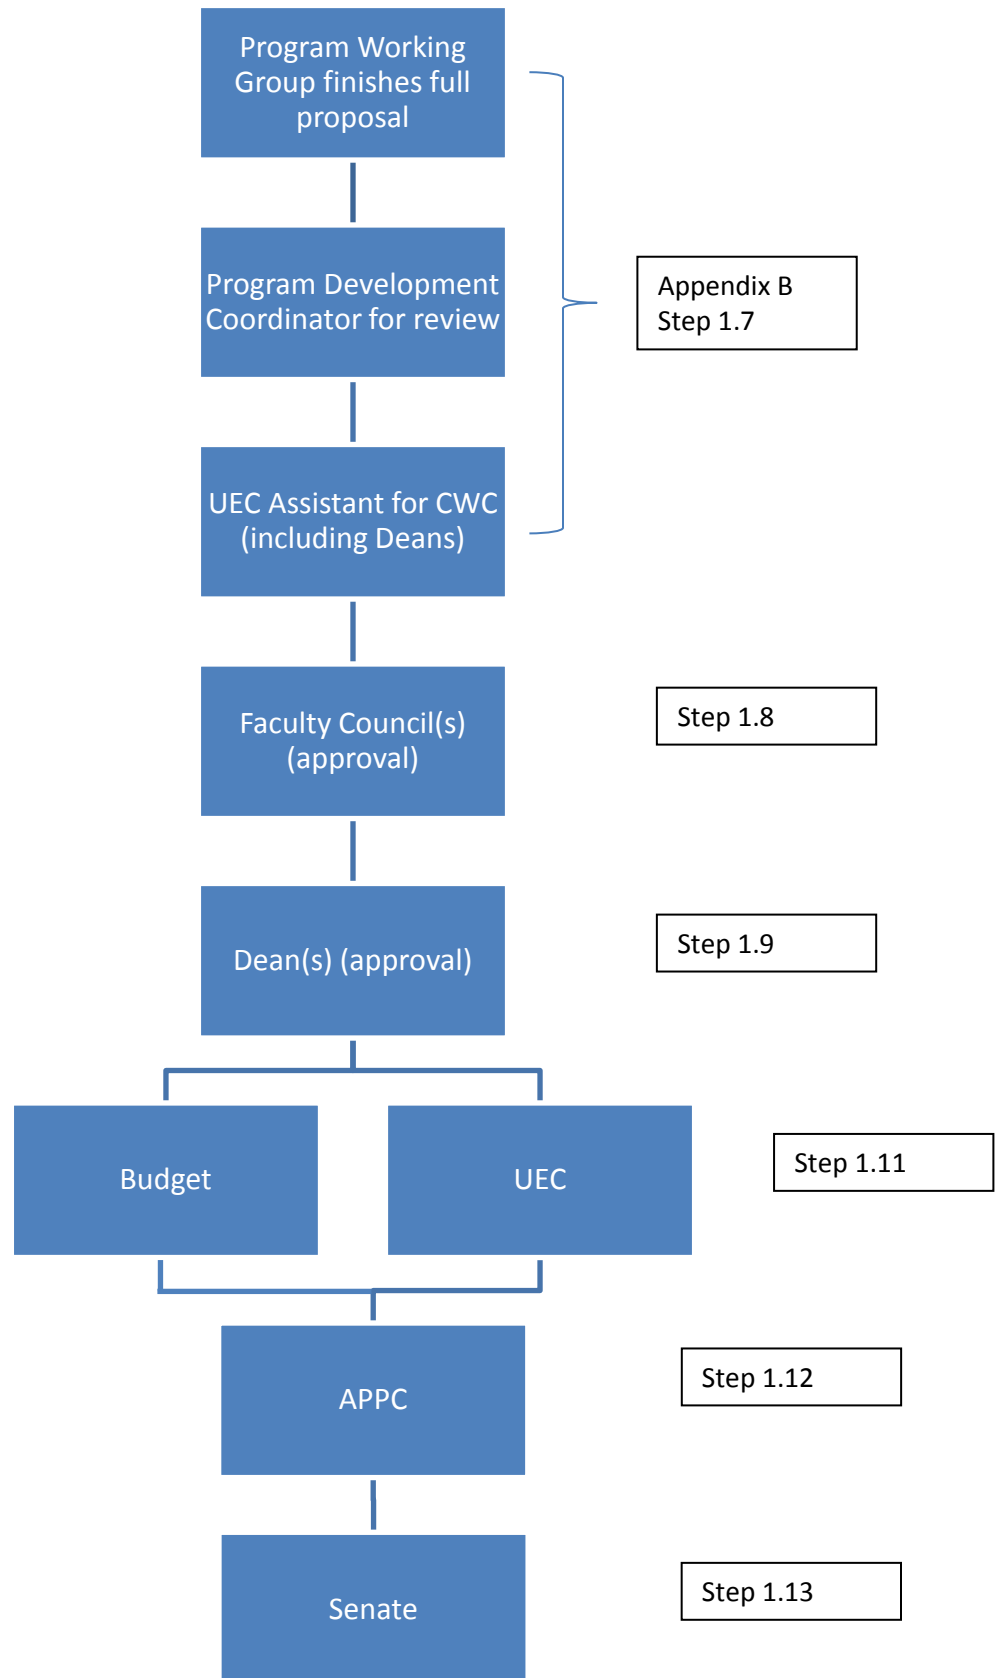 Program Working
Group finishes full
proposal
Program Development
Coordinator for review
Appendix B
Step 1.7
UEC Assistant for CWC
(including Deans)
Faculty Council(s)
(approval)
Step 1.8
Dean(s) (approval)
Step 1.9
Budget
UEC
Step 1.11
APPC
Step 1.12
Senate
Step 1.13